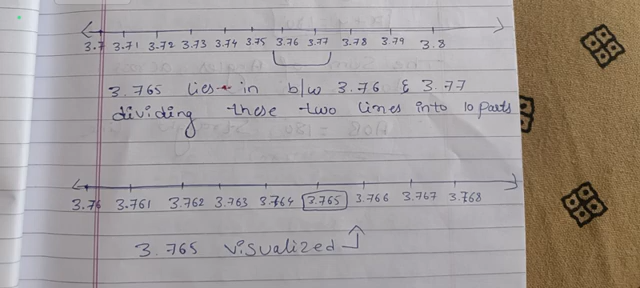 3.7 3.71 3.72 3.73 3.74 3.75 3.76 3.77 3.78 3.79 3.8
3.765 lies in b/w 3.76 & 3.77
dividing these two lines into 10 parts
3.76 3.761 3.762 3.763 3.764 3.765 3.766 3.767 3.768
3.765 visualized